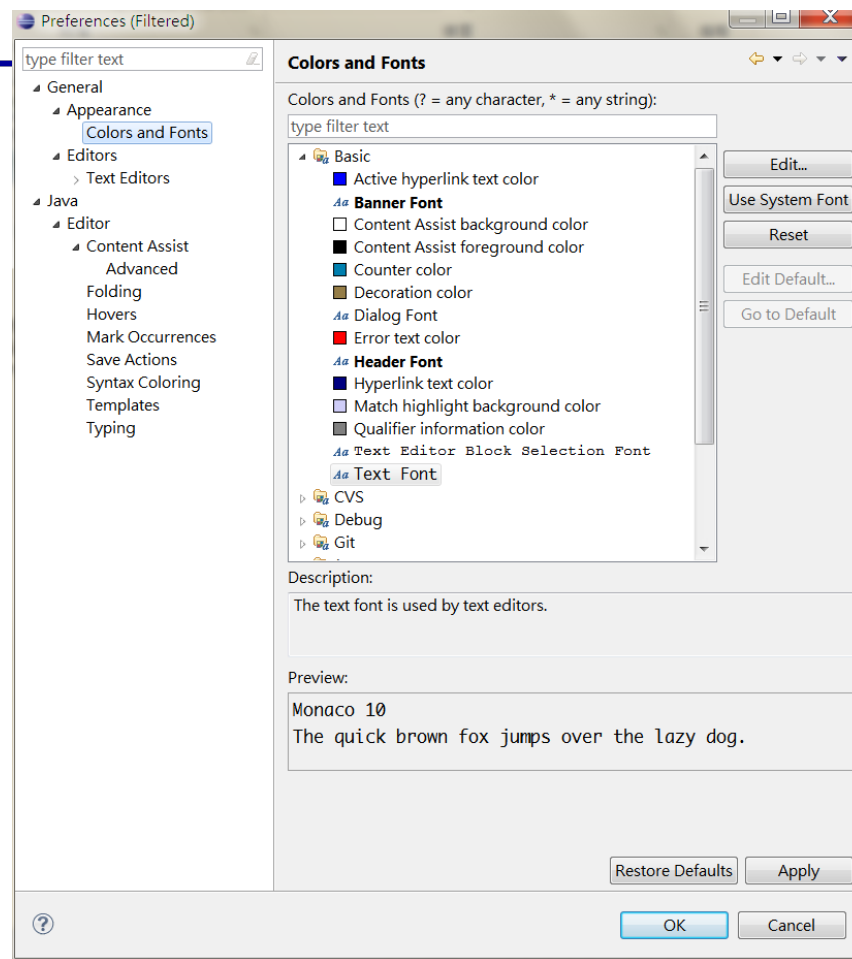 Preferences (Filtered)
type filter text
General
Appearance
Colors and Fonts
Editors
Text Editors
Java
Editor
Content Assist
Advanced
Folding
Hovers
Mark Occurrences
Save Actions
Syntax Coloring
Templates
Typing
Colors and Fonts
Colors and Fonts (? = any character, * = any string):
type filter text
Basic
Active hyperlink text color
Aa Banner Font
Content Assist background color
Content Assist foreground color
Counter color
Decoration color
Aa Dialog Font
Error text color
Aa Header Font
Hyperlink text color
Match highlight background color
Qualifier information color
Aa Text Editor Block Selection Font
Aa Text Font
CVS
Debug
Git
Edit...
Use System Font
Reset
Edit Default...
Go to Default
Description:
The text font is used by text editors.
Preview:
Monaco 10
The quick brown fox jumps over the lazy dog.
Restore Defaults
Apply
OK
Cancel